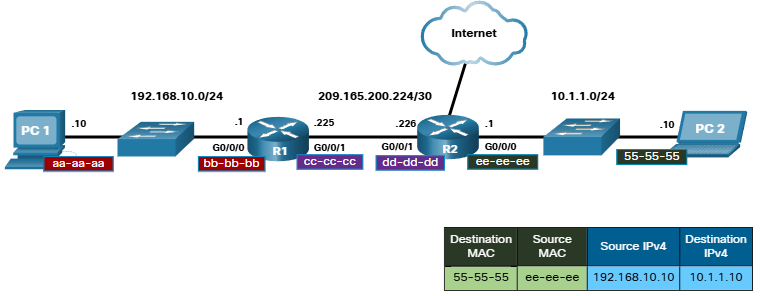 Internet
192.168.10.0/24
209.165.200.224/30
10.1.1.0/24
PC 1
.10
.1
.225
.226
.1
.10
PC 2
G0/0/0
R1
G0/0/1
G0/0/1
R2
G0/0/0
aa-aa-aa
bb-bb-bb
cc-cc-cc
dd-dd-dd
ee-ee-ee
55-55-55
Destination MAC
Source MAC
Source IPv4
Destination IPv4
55-55-55
ee-ee-ee
192.168.10.10
10.1.1.10